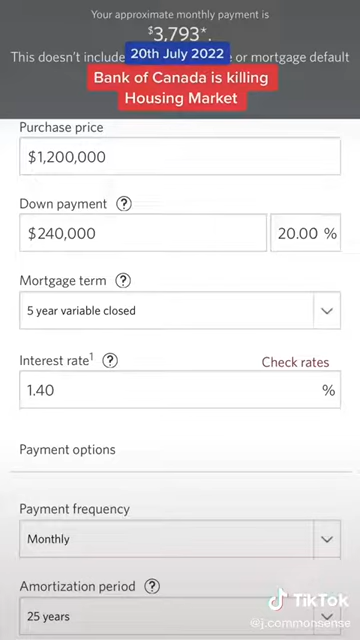 Your approximate monthly payment is
$3,793*.
20th July 2022
This doesn't include or mortgage default
Bank of Canada is killing
Housing Market
Purchase price
$1,200,000
Down payment ?
$240,000 20.00 %
Mortgage term ?
5 year variable closed
Interest rate1 ? Check rates
1.40 %
Payment options
Payment frequency
Monthly
Amortization period ?
25 years
TikTok
@j.commonsense